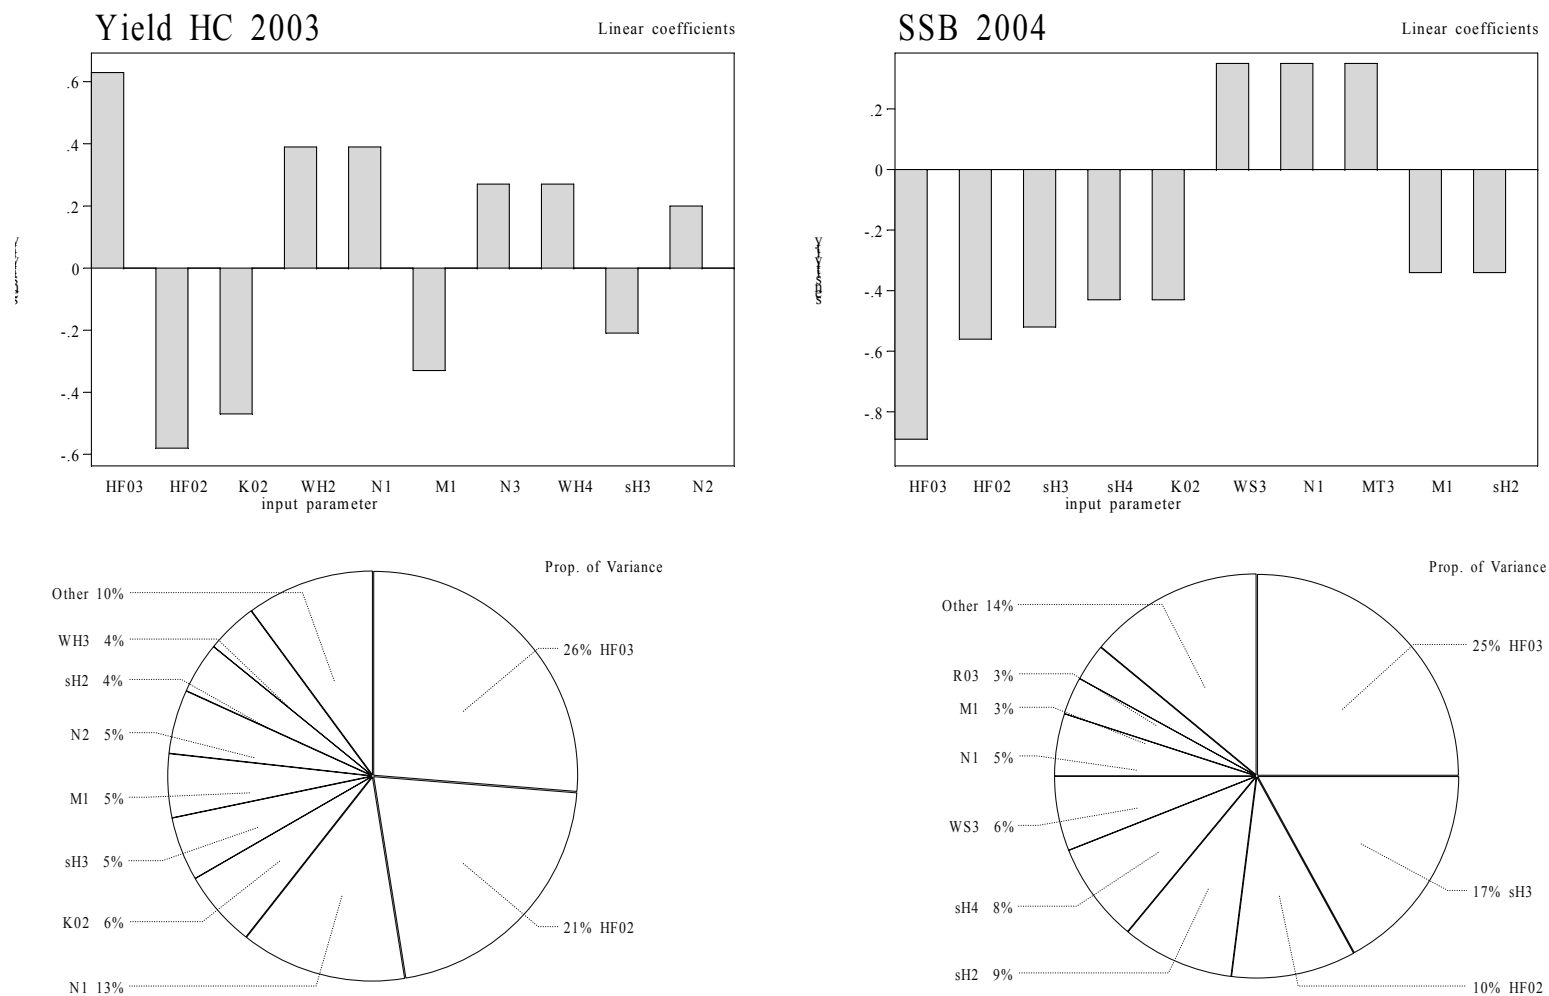 Yield HC 2003
Linear coefficients
.6
.4
.2
0
-.2
-.4
-.6
HF03 HF02 K02 WH2 N1 M1 N3 WH4 sH3 N2
input parameter
SSB 2004
Linear coefficients
.2
0
-.2
-.4
-.6
-.8
HF03 HF02 sH3 sH4 K02 WS3 N1 MT3 M1 sH2
input parameter
Prop. of Variance
Other 10%
WH3 4%
sH2 4%
N2 5%
M1 5%
sH3 5%
K02 6%
N1 13%
26% HF03
21% HF02
Prop. of Variance
Other 14%
R03 3%
M1 3%
N1 5%
WS3 6%
sH4 8%
sH2 9%
25% HF03
17% sH3
10% HF02